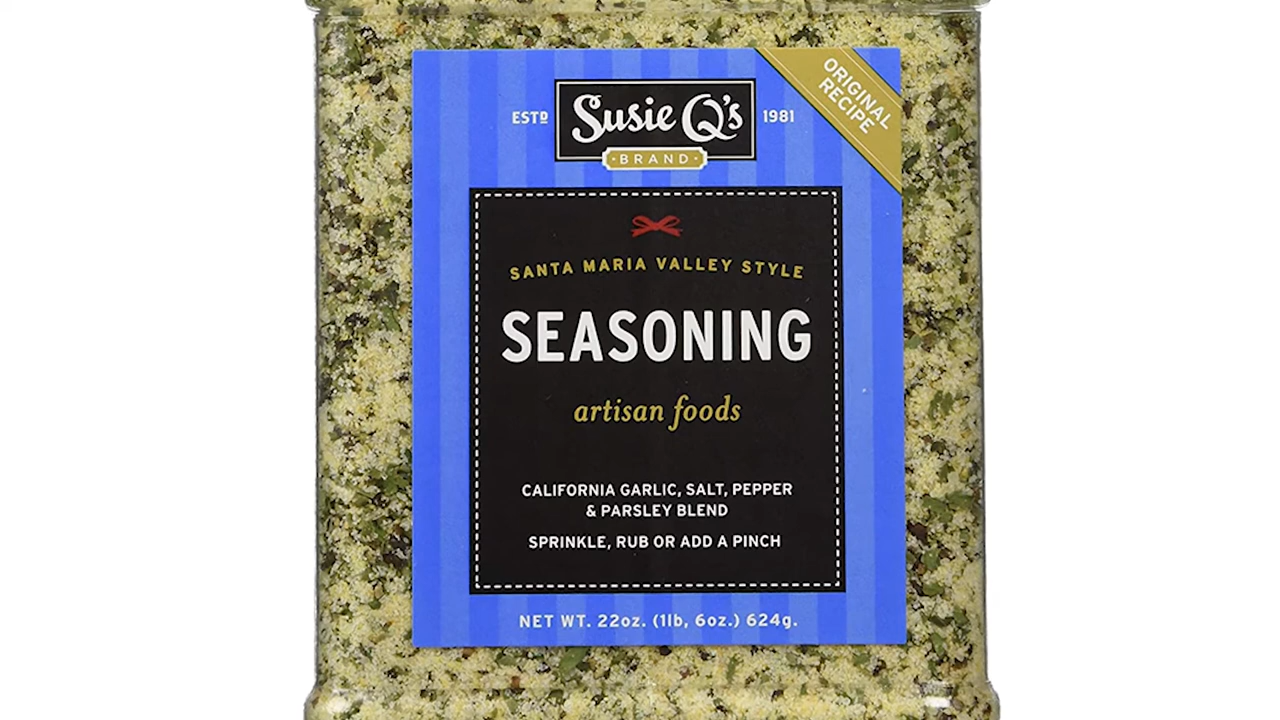 ESTD Susie Q's 1981
·BRAND·
ORIGINAL
RECIPE
SANTA MARIA VALLEY STYLE
SEASONING
artisan foods
CALIFORNIA GARLIC, SALT, PEPPER
& PARSLEY BLEND
SPRINKLE, RUB OR ADD A PINCH
NET WT. 22oz. (1lb, 6oz.) 624g.